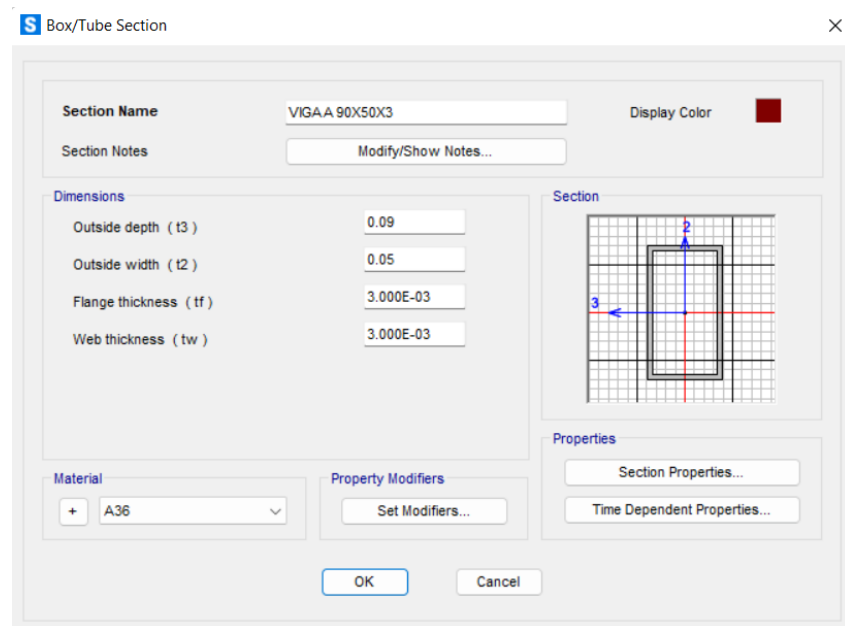 S Box/Tube Section
Section Name VIGA A 90X50X3 Display Color
Section Notes Modify/Show Notes...
Dimensions
Outside depth ( t3 ) 0.09
Outside width ( t2 ) 0.05
Flange thickness ( tf ) 3.000E-03
Web thickness ( tw ) 3.000E-03
Section
2
3
Material
+ A36
Property Modifiers
Set Modifiers...
Properties
Section Properties...
Time Dependent Properties...
OK Cancel